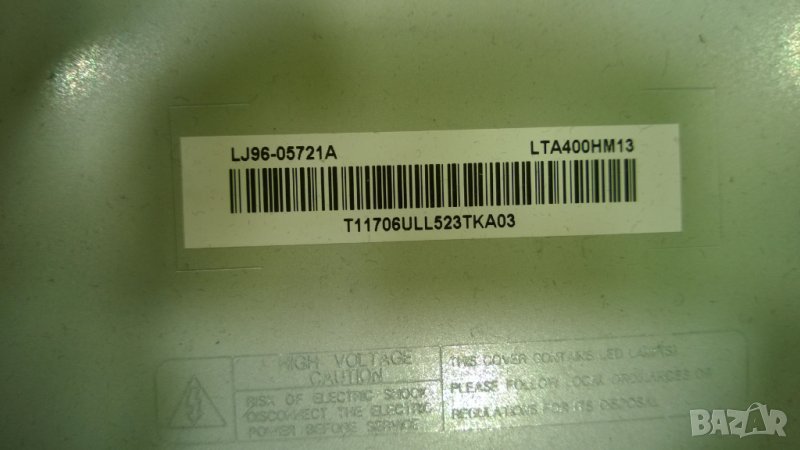 LJ96-05721A LTA400HM13
T11706ULL523TKA03
HIGH VOLTAGE
CAUTION
RISK OF ELECTRIC SHOCK
DISCONNECT THE ELECTRIC
POWER BEFORE SERVICE
THIS COVER CONTAINS LED LAMP(S)
PLEASE FOLLOW LOCAL ORDINANCES OR
REGULATIONS FOR ITS DISPOSAL
BAZAR